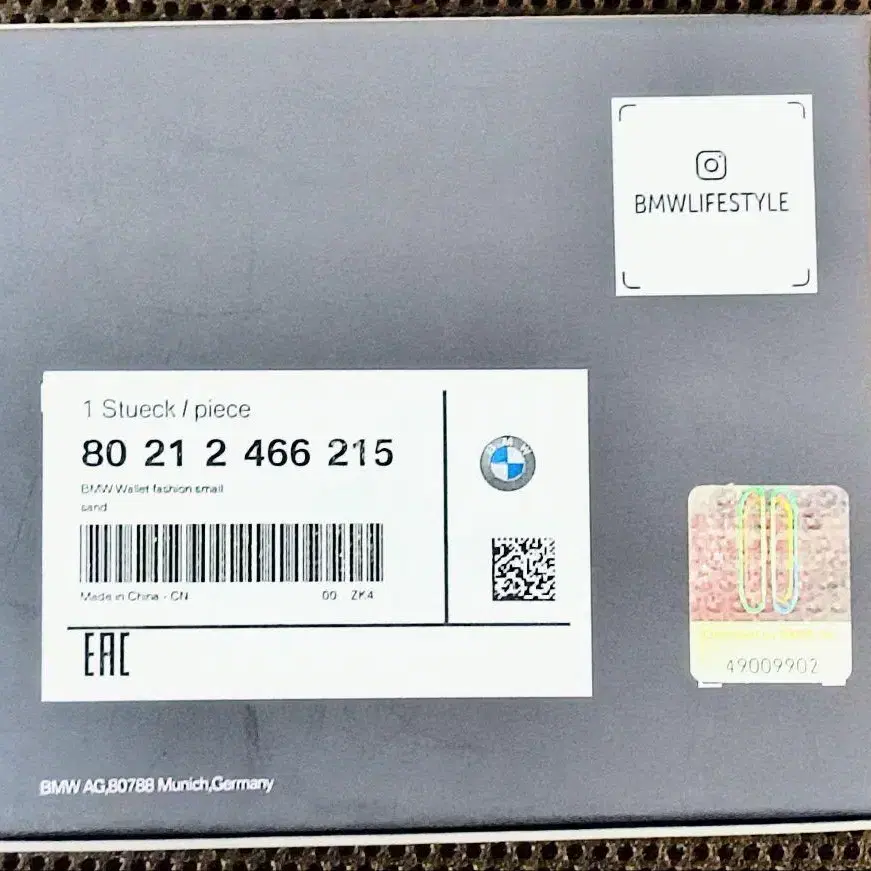 BMWLIFESTYLE
1 Stueck / piece
80 21 2 466 215
BMW Wallet fashion small
sand
BMW
Made in China - CN 00 ZK4
EAC
49009902
BMW AG,80788 Munich,Germany